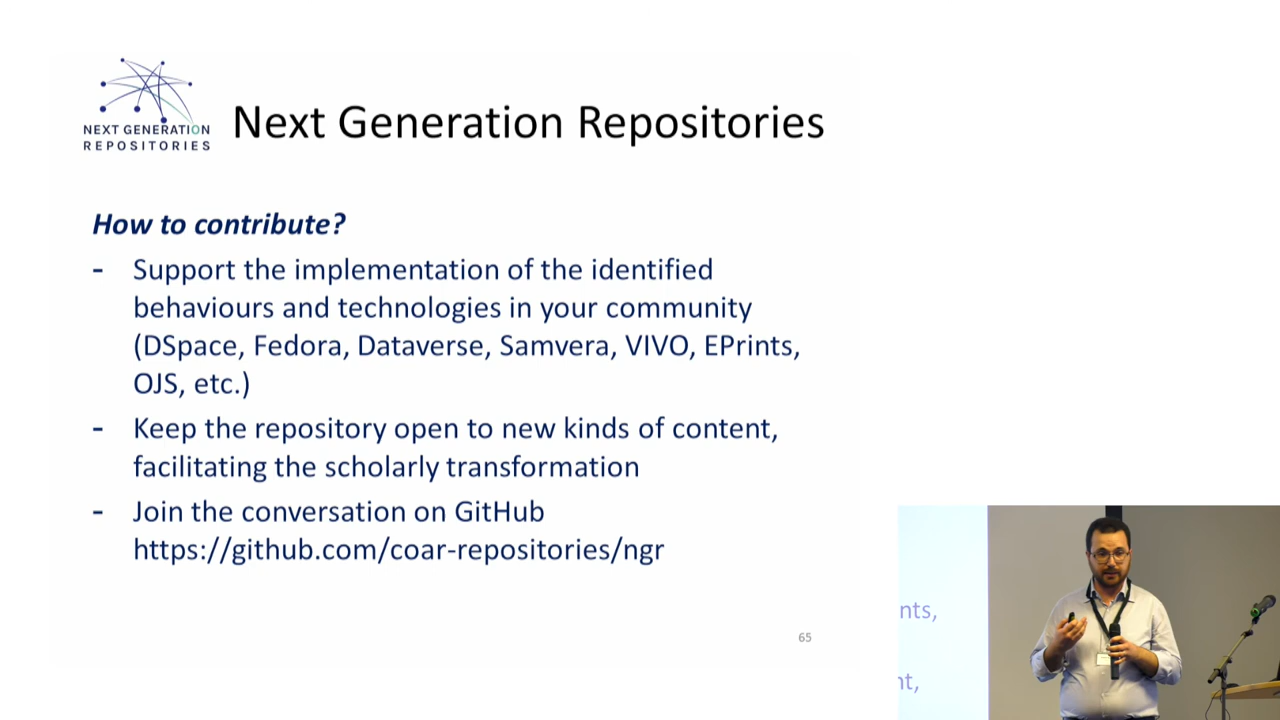 NEXT GENERATION
REPOSITORIES
Next Generation Repositories
How to contribute?
- Support the implementation of the identified
behaviours and technologies in your community
(DSpace, Fedora, Dataverse, Samvera, VIVO, EPrints,
OJS, etc.)
- Keep the repository open to new kinds of content,
facilitating the scholarly transformation
- Join the conversation on GitHub
https://github.com/coar-repositories/ngr
65
nts,
nt,